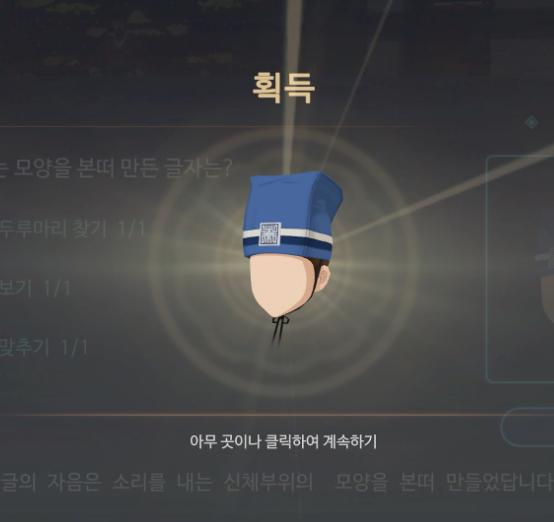 획득
는 모양을 본떠 만든 글자는?
두루마리 찾기 1/1
보기 1/1
맞추기 1/1
아무 곳이나 클릭하여 계속하기
글의 자음은 소리를 내는 신체부위의 모양을 본떠 만들었답니다